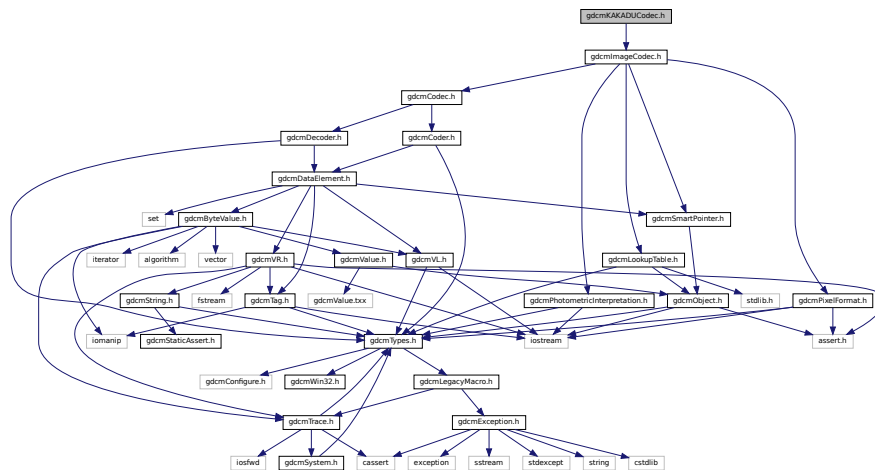 gdcmKAKADUCodec.h
gdcmImageCodec.h
gdcmCodec.h
gdcmDecoder.h
gdcmCoder.h
gdcmDataElement.h
set
gdcmByteValue.h
gdcmSmartPointer.h
iterator
algorithm
vector
gdcmVR.h
gdcmValue.h
gdcmVL.h
gdcmLookupTable.h
gdcmString.h
fstream
gdcmTag.h
gdcmValue.txx
gdcmPhotometricInterpretation.h
gdcmObject.h
stdlib.h
gdcmPixelFormat.h
iomanip
gdcmStaticAssert.h
gdcmTypes.h
iostream
assert.h
gdcmConfigure.h
gdcmWin32.h
gdcmLegacyMacro.h
gdcmTrace.h
gdcmException.h
iosfwd
gdcmSystem.h
cassert
exception
sstream
stdexcept
string
cstdlib